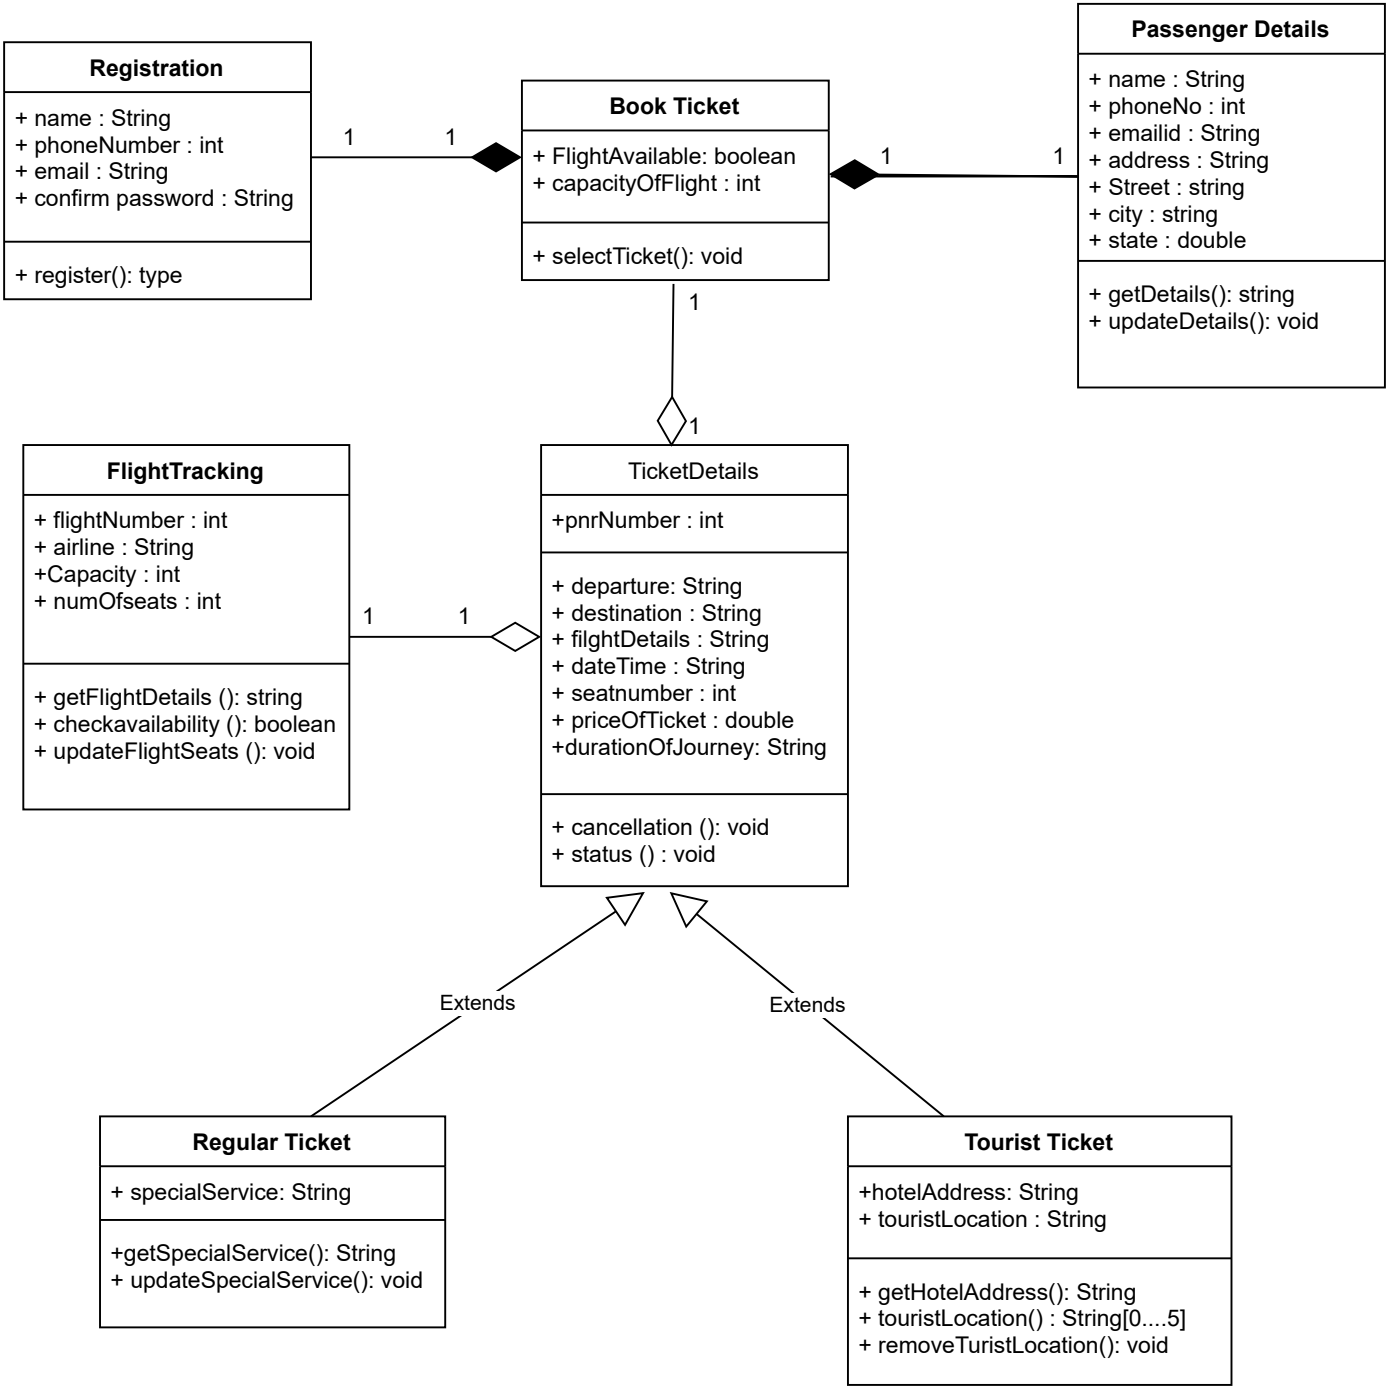 Registration
+ name : String
+ phoneNumber : int
+ email : String
+ confirm password : String
+ register(): type
1
1
Book Ticket
+ FlightAvailable: boolean
+ capacityOfFlight : int
+ selectTicket(): void
1
1
Passenger Details
+ name : String
+ phoneNo : int
+ emailid : String
+ address : String
+ Street : string
+ city : string
+ state : double
+ getDetails(): string
+ updateDetails(): void
1
1
FlightTracking
+ flightNumber : int
+ airline : String
+Capacity : int
+ numOfseats : int
+ getFlightDetails (): string
+ checkavailability (): boolean
+ updateFlightSeats (): void
1
1
TicketDetails
+pnrNumber : int
+ departure: String
+ destination : String
+ filghtDetails : String
+ dateTime : String
+ seatnumber : int
+ priceOfTicket : double
+durationOfJourney: String
+ cancellation (): void
+ status () : void
Extends
Extends
Regular Ticket
+ specialService: String
+getSpecialService(): String
+ updateSpecialService(): void
Tourist Ticket
+hotelAddress: String
+ touristLocation : String
+ getHotelAddress(): String
+ touristLocation() : String[0....5]
+ removeTuristLocation(): void